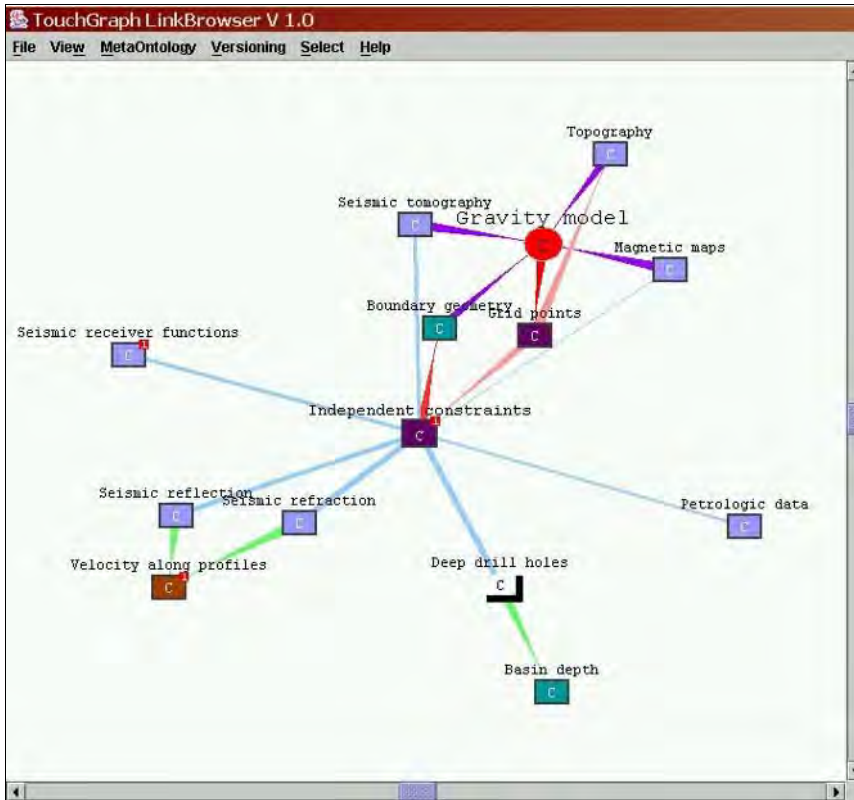 TouchGraph LinkBrowser V 1.0
File View MetaOntology Versioning Select Help
Topography
C
Seismic tomography
C
Gravity model
C
Magnetic maps
C
Boundary geometry
C
Grid points
C
Seismic receiver functions
C 1
Independent constraints
C 1
Seismic reflection
C
Seismic refraction
C
Petrologic data
C
Velocity along profiles
C 1
Deep drill holes
C
Basin depth
C